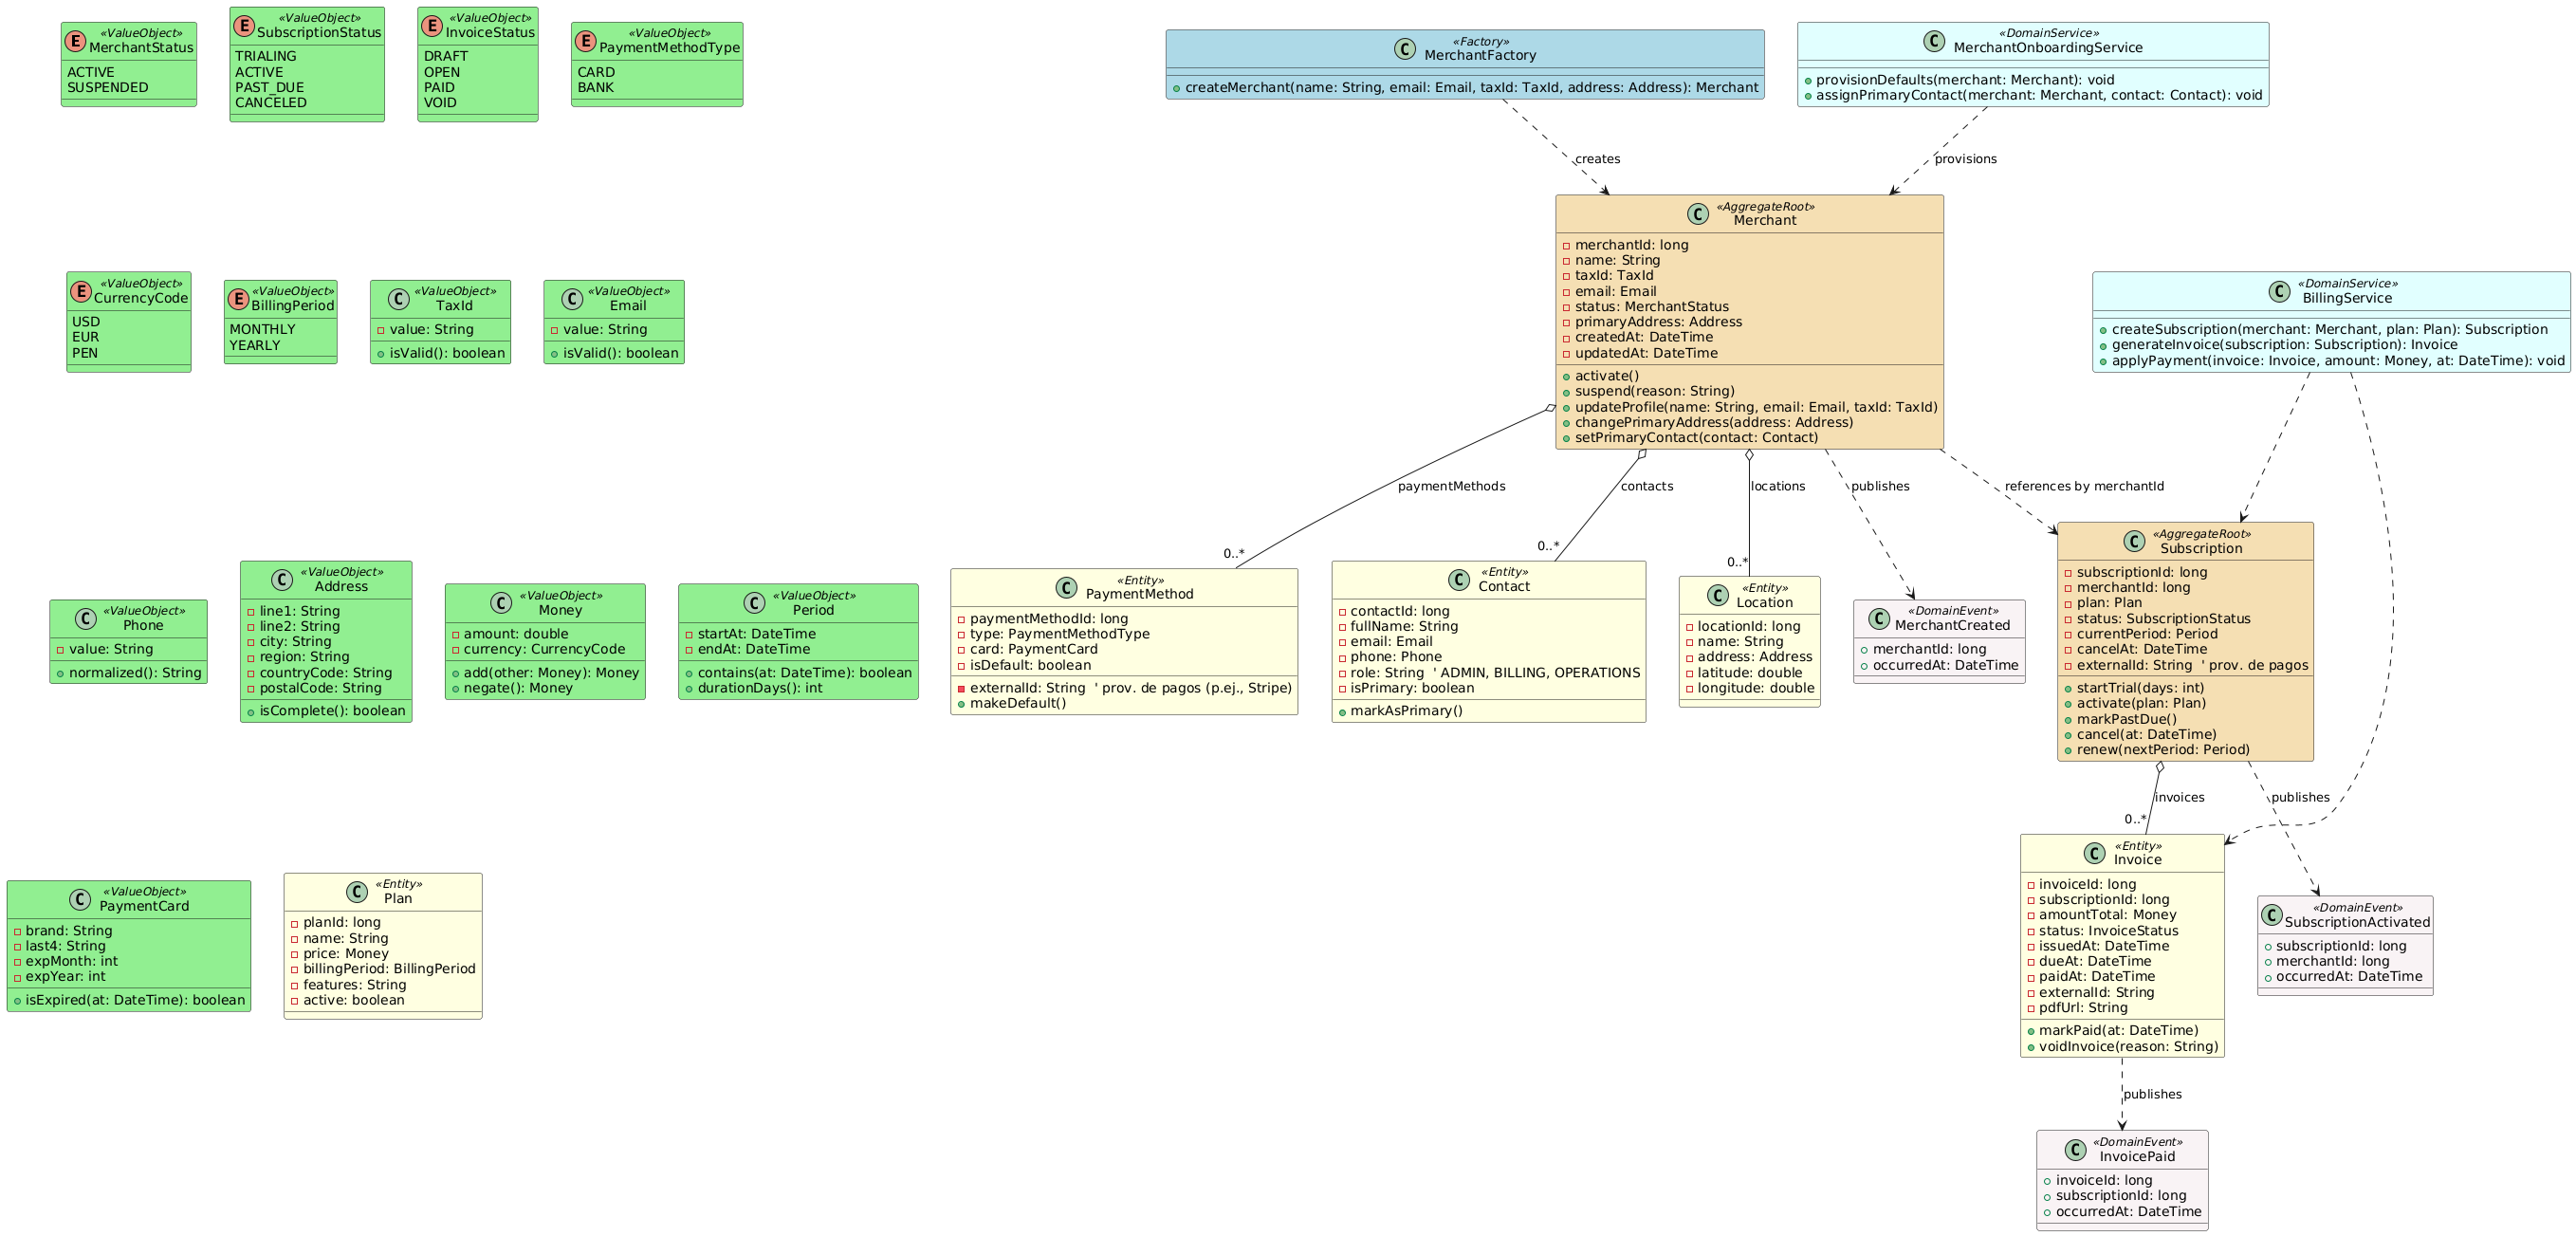 «ValueObject»
E MerchantStatus
ACTIVE
SUSPENDED
«ValueObject»
E SubscriptionStatus
TRIALING
ACTIVE
PAST_DUE
CANCELED
«ValueObject»
E InvoiceStatus
DRAFT
OPEN
PAID
VOID
«ValueObject»
E PaymentMethodType
CARD
BANK
«Factory»
C MerchantFactory
createMerchant(name: String, email: Email, taxId: TaxId, address: Address): Merchant
«DomainService»
C MerchantOnboardingService
provisionDefaults(merchant: Merchant): void
assignPrimaryContact(merchant: Merchant, contact: Contact): void
creates
provisions
«ValueObject»
E CurrencyCode
USD
EUR
PEN
«ValueObject»
E BillingPeriod
MONTHLY
YEARLY
«ValueObject»
C TaxId
value: String
isValid(): boolean
«ValueObject»
C Email
value: String
isValid(): boolean
«AggregateRoot»
C Merchant
merchantId: long
name: String
taxId: TaxId
email: Email
status: MerchantStatus
primaryAddress: Address
createdAt: DateTime
updatedAt: DateTime
activate()
suspend(reason: String)
updateProfile(name: String, email: Email, taxId: TaxId)
changePrimaryAddress(address: Address)
setPrimaryContact(contact: Contact)
«DomainService»
C BillingService
createSubscription(merchant: Merchant, plan: Plan): Subscription
generateInvoice(subscription: Subscription): Invoice
applyPayment(invoice: Invoice, amount: Money, at: DateTime): void
paymentMethods
contacts
locations
publishes
references by merchantId
0..*
0..*
0..*
«ValueObject»
C Phone
value: String
normalized(): String
«ValueObject»
C Address
line1: String
line2: String
city: String
region: String
countryCode: String
postalCode: String
isComplete(): boolean
«ValueObject»
C Money
amount: double
currency: CurrencyCode
add(other: Money): Money
negate(): Money
«ValueObject»
C Period
startAt: DateTime
endAt: DateTime
contains(at: DateTime): boolean
durationDays(): int
«Entity»
C PaymentMethod
paymentMethodId: long
type: PaymentMethodType
card: PaymentCard
isDefault: boolean
externalId: String ' prov. de pagos (p.ej., Stripe)
makeDefault()
«Entity»
C Contact
contactId: long
fullName: String
email: Email
phone: Phone
role: String ' ADMIN, BILLING, OPERATIONS
isPrimary: boolean
markAsPrimary()
«Entity»
C Location
locationId: long
name: String
address: Address
latitude: double
longitude: double
«DomainEvent»
C MerchantCreated
merchantId: long
occurredAt: DateTime
«AggregateRoot»
C Subscription
subscriptionId: long
merchantId: long
plan: Plan
status: SubscriptionStatus
currentPeriod: Period
cancelAt: DateTime
externalId: String ' prov. de pagos
startTrial(days: int)
activate(plan: Plan)
markPastDue()
cancel(at: DateTime)
renew(nextPeriod: Period)
invoices
publishes
0..*
«ValueObject»
C PaymentCard
brand: String
last4: String
expMonth: int
expYear: int
isExpired(at: DateTime): boolean
«Entity»
C Plan
planId: long
name: String
price: Money
billingPeriod: BillingPeriod
features: String
active: boolean
«Entity»
C Invoice
invoiceId: long
subscriptionId: long
amountTotal: Money
status: InvoiceStatus
issuedAt: DateTime
dueAt: DateTime
paidAt: DateTime
externalId: String
pdfUrl: String
markPaid(at: DateTime)
voidInvoice(reason: String)
«DomainEvent»
C SubscriptionActivated
subscriptionId: long
merchantId: long
occurredAt: DateTime
publishes
«DomainEvent»
C InvoicePaid
invoiceId: long
subscriptionId: long
occurredAt: DateTime